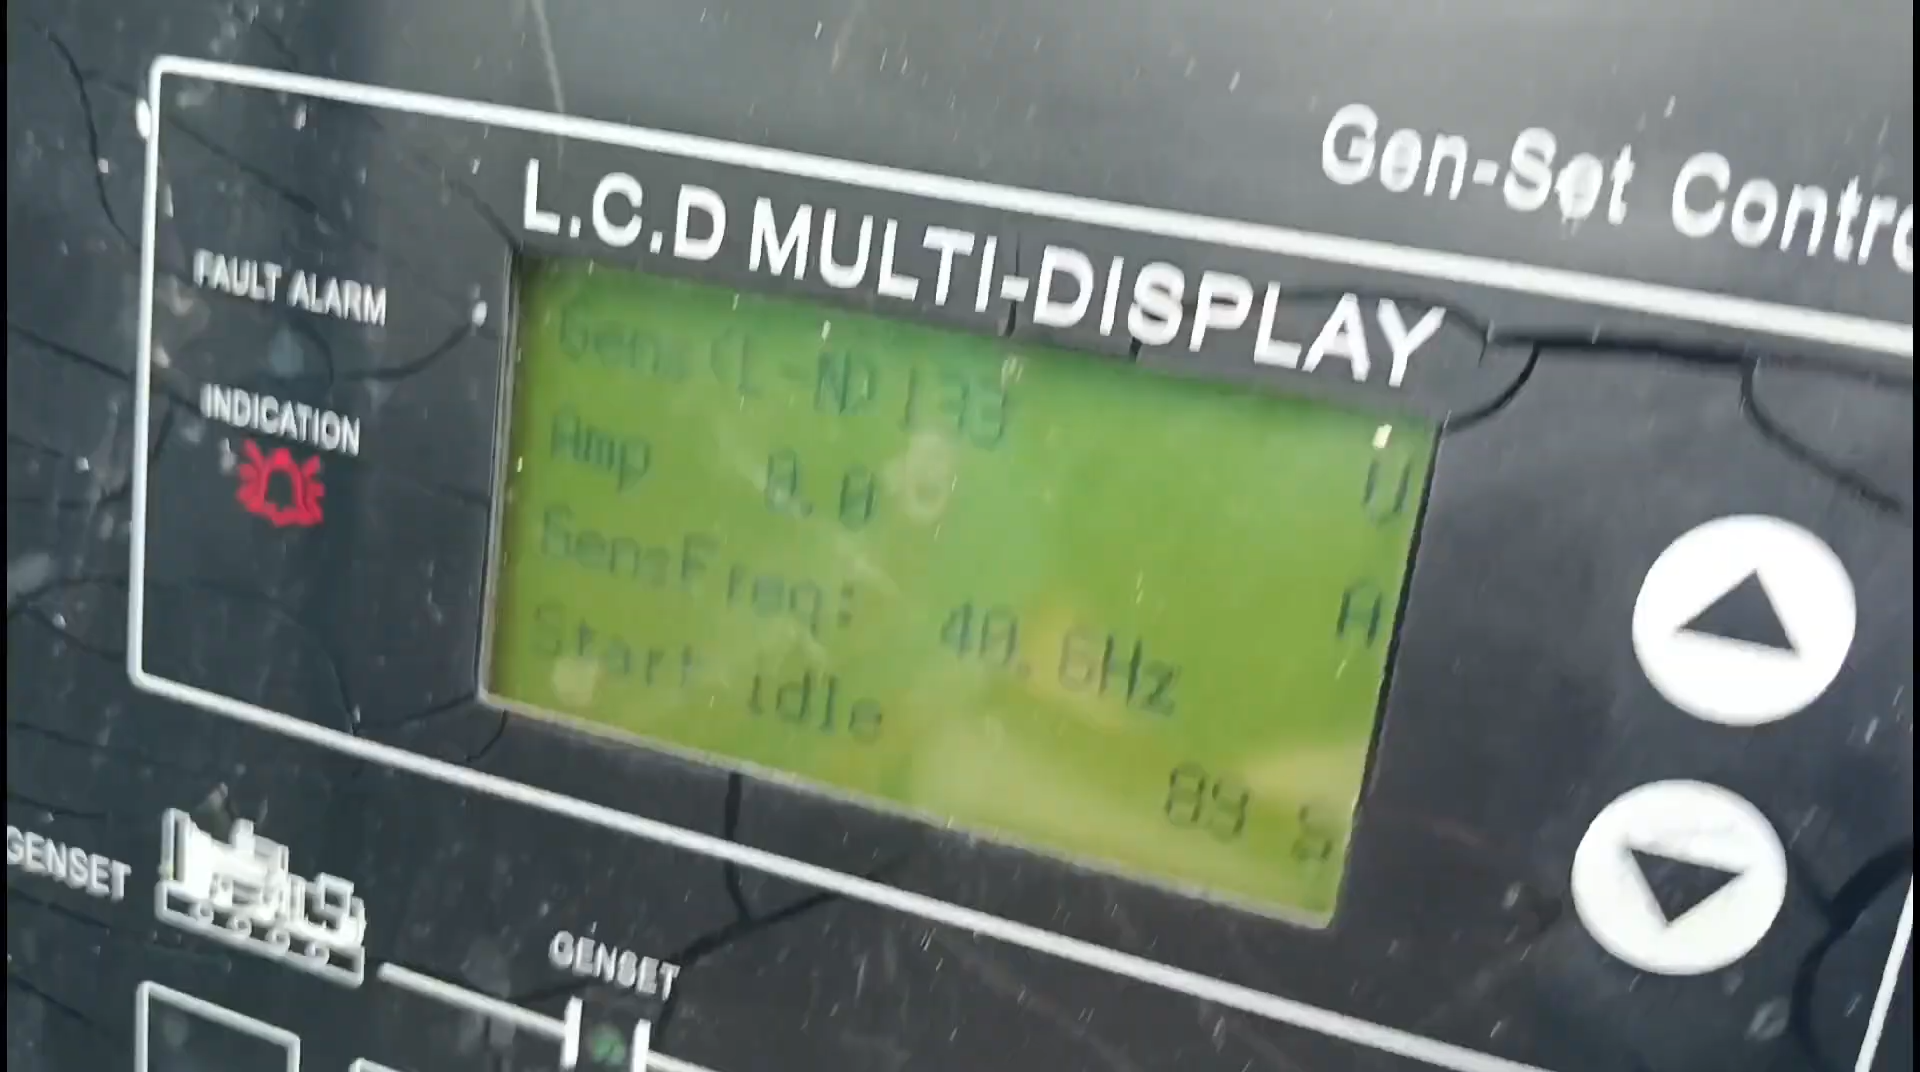 Gen-Set Contro
L.C.D MULTI-DISPLAY
FAULT ALARM
INDICATION
Gens(L-N)133 V
Amp 0.0 A
GensFreq: 40.6Hz
Start idle
89 S
GENSET
GENSET